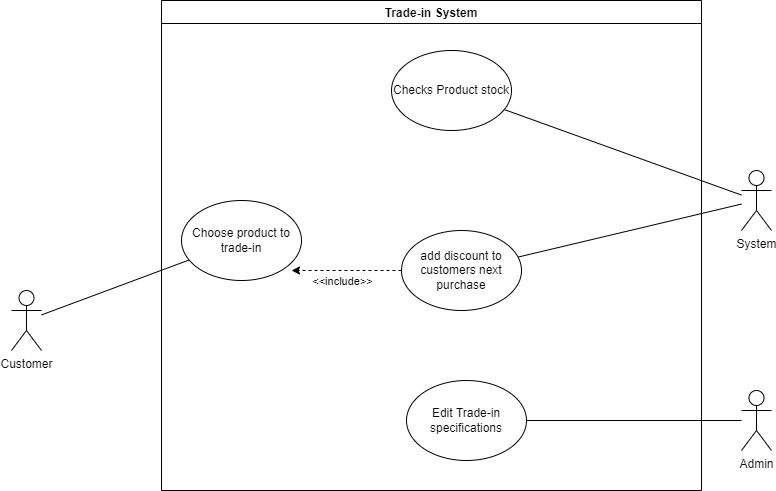 Trade-in System
Checks Product stock
System
Choose product to
trade-in
add discount to
customers next
purchase
<<include>>
Customer
Edit Trade-in
specifications
Admin